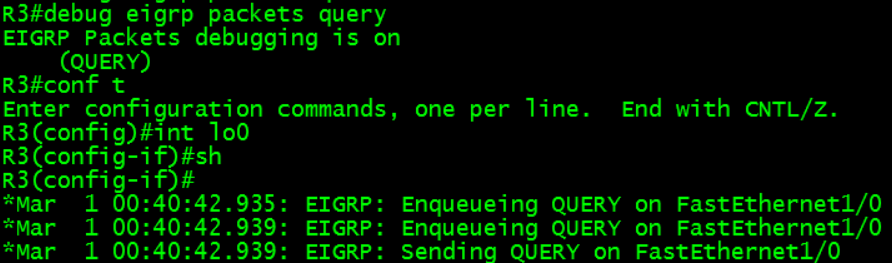 R3#debug eigrp packets query
EIGRP Packets debugging is on
    (QUERY)
R3#conf t
Enter configuration commands, one per line.  End with CNTL/Z.
R3(config)#int lo0
R3(config-if)#sh
R3(config-if)#
*Mar  1 00:40:42.935: EIGRP: Enqueueing QUERY on FastEthernet1/0
*Mar  1 00:40:42.939: EIGRP: Enqueueing QUERY on FastEthernet1/0
*Mar  1 00:40:42.939: EIGRP: Sending QUERY on FastEthernet1/0